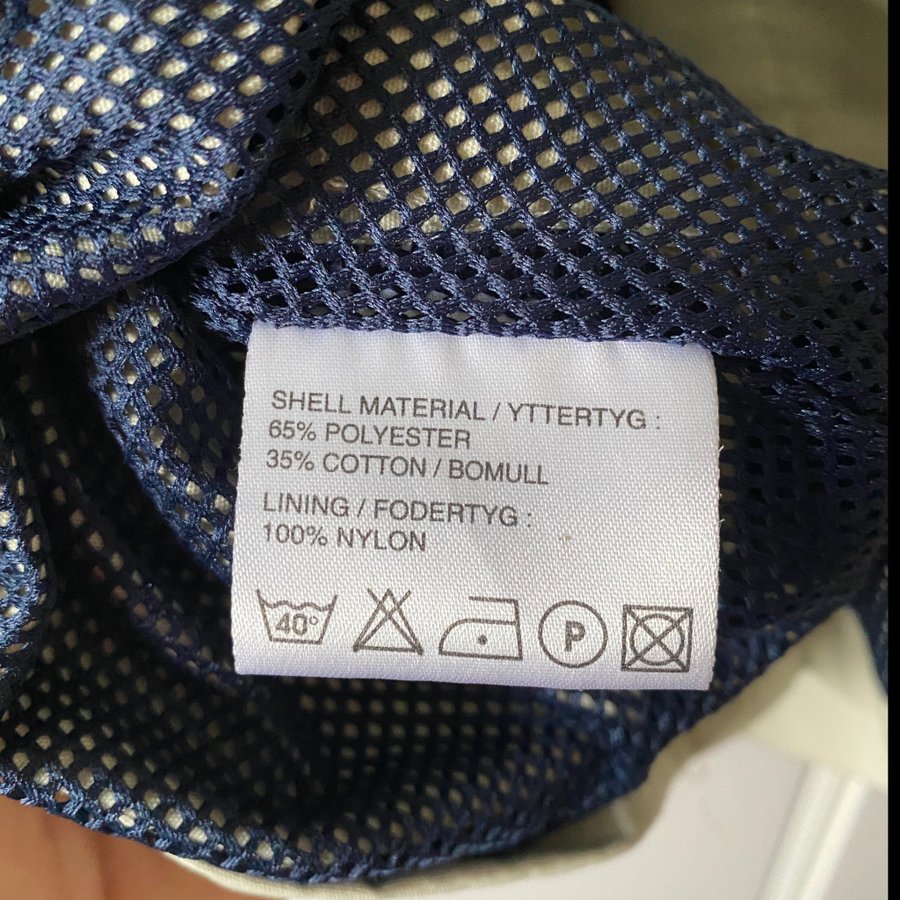 SHELL MATERIAL / YTTERTYG :
65% POLYESTER
35% COTTON / BOMULL
LINING / FODERTYG :
100% NYLON
40° P